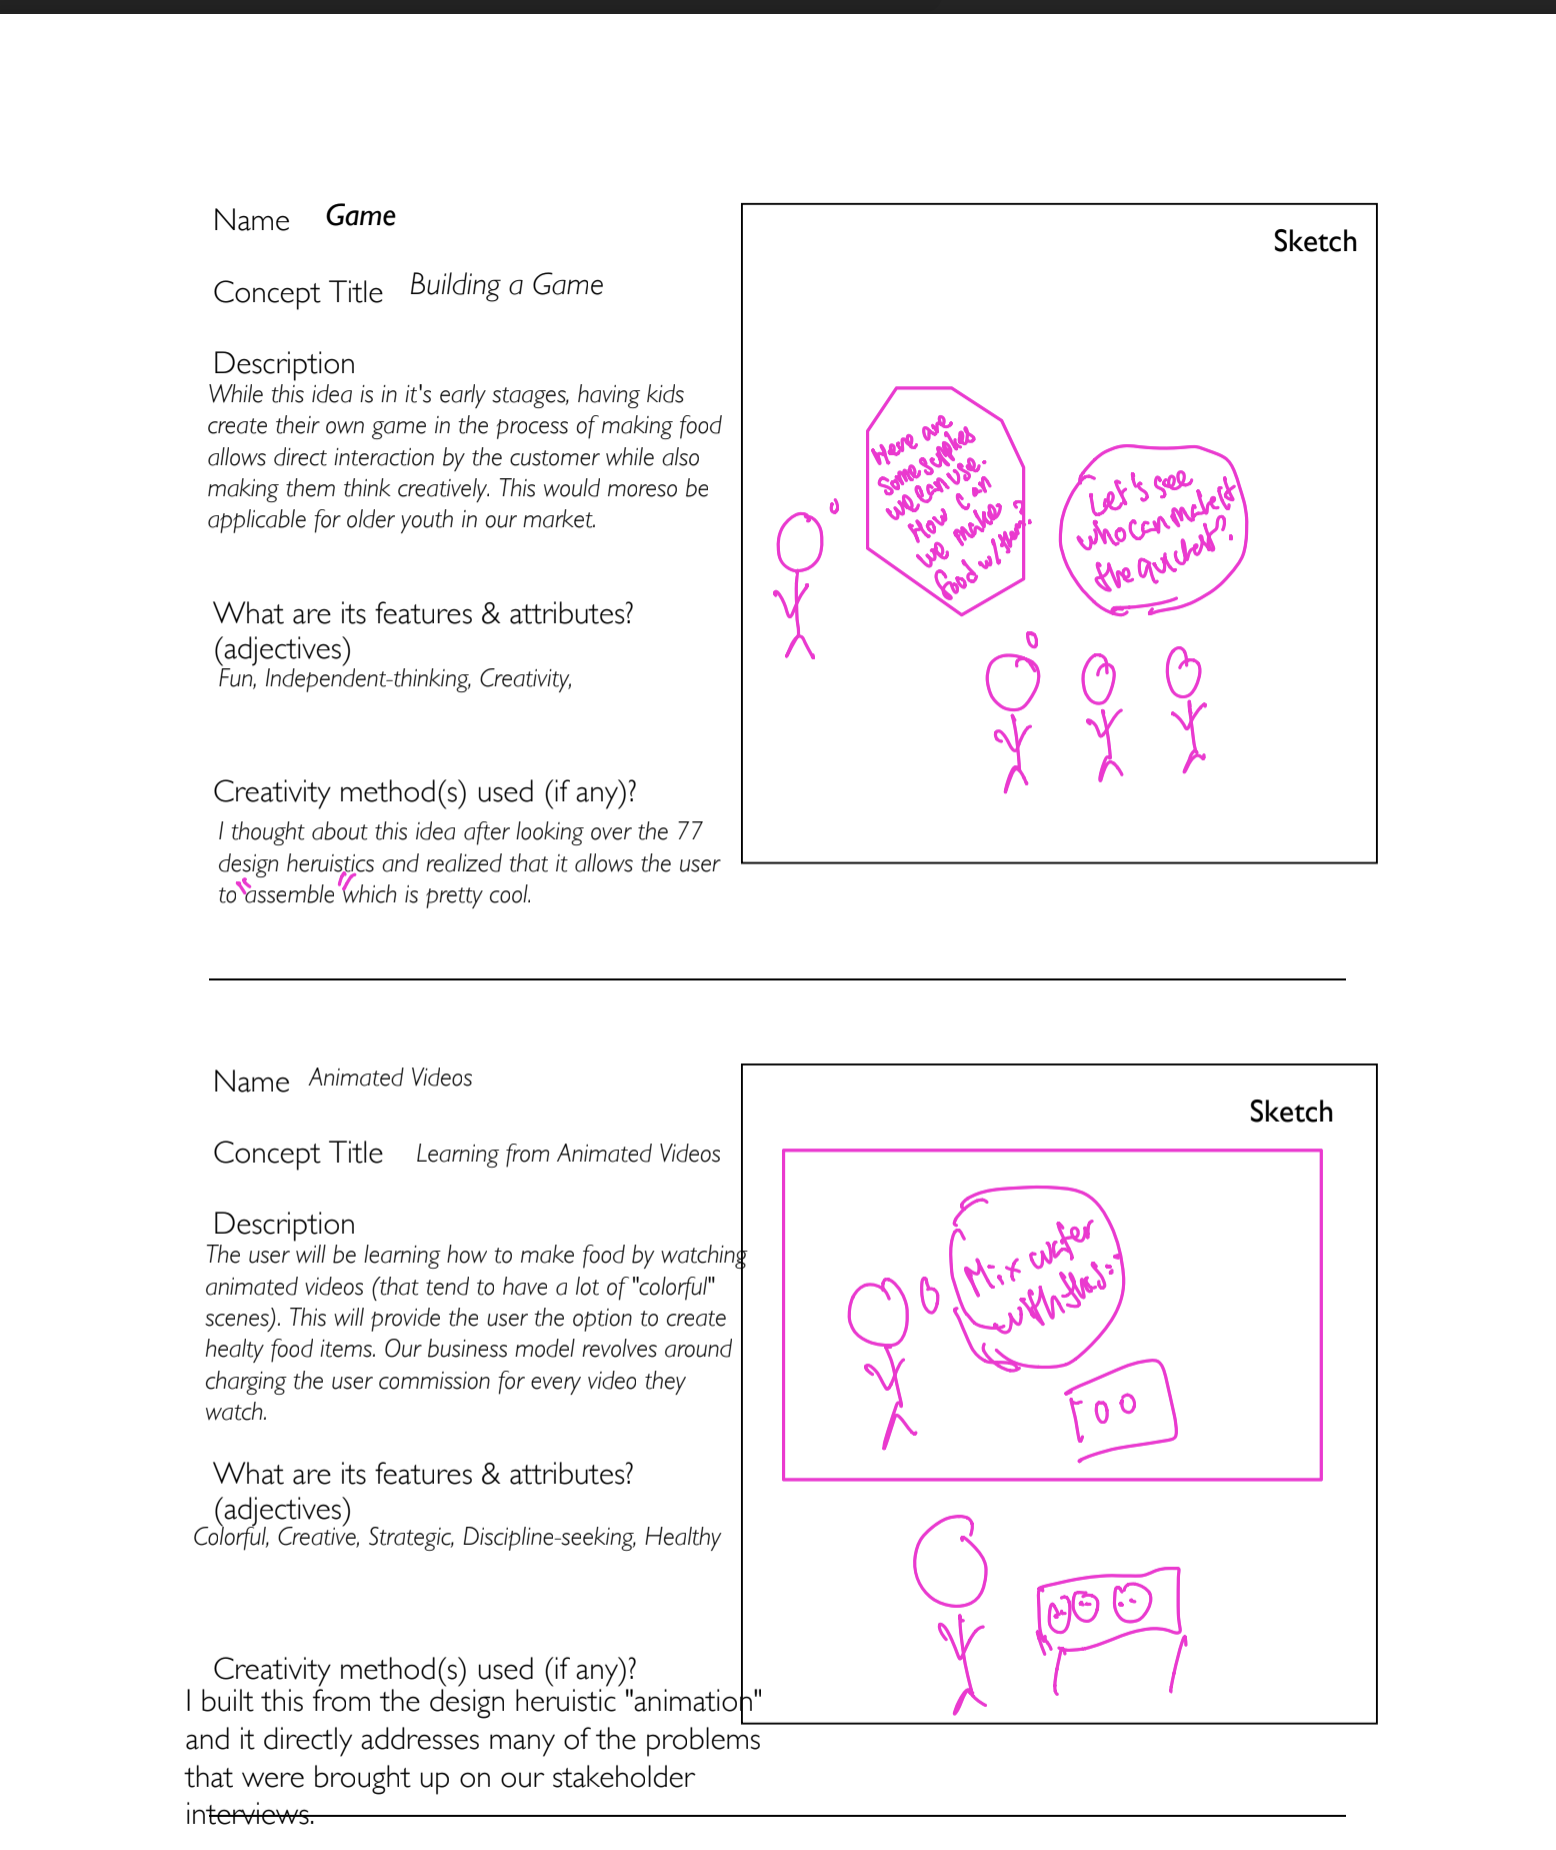 Name Game
Sketch
Concept Title Building a Game
Description
While this idea is in it's early staages, having kids
create their own game in the process of making food
allows direct interaction by the customer while also
making them think creatively. This would moreso be
applicable for older youth in our market.
Here are
some supplies
we can use.
How can
we make
food w/ them?
Let's see
who can make it
the quickest?
What are its features & attributes?
(adjectives)
Fun, Independent-thinking, Creativity,
Creativity method(s) used (if any)?
I thought about this idea after looking over the 77
design heruistics and realized that it allows the user
to "assemble" which is pretty cool.
Name Animated Videos
Sketch
Concept Title Learning from Animated Videos
Description
The user will be learning how to make food by watching
animated videos (that tend to have a lot of "colorful"
scenes). This will provide the user the option to create
healty food items. Our business model revolves around
charging the user commission for every video they
watch.
Mix water
with
What are its features & attributes?
(adjectives)
Colorful, Creative, Strategic, Discipline-seeking, Healthy
Creativity method(s) used (if any)?
I built this from the design heruistic "animation"
and it directly addresses many of the problems
that were brought up on our stakeholder
interviews.